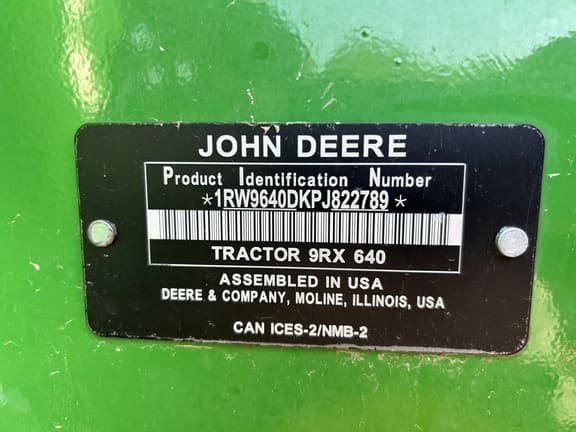 JOHN DEERE
Product Identification Number
*1RW9640DKPJ822789*
TRACTOR 9RX 640
ASSEMBLED IN USA
DEERE & COMPANY, MOLINE, ILLINOIS, USA
CAN ICES-2/NMB-2